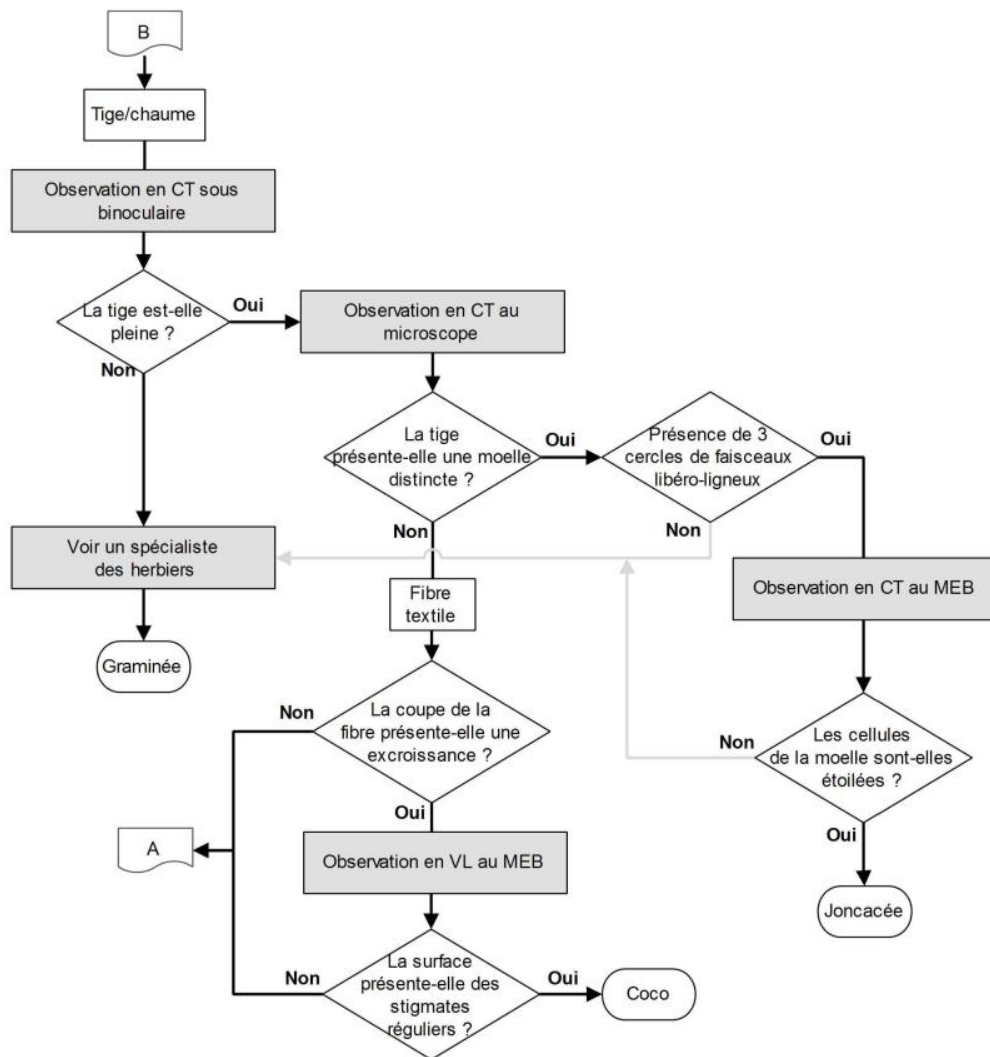 B
Tige/chaume
Observation en CT sous
binoculaire
La tige est-elle
pleine ?
Oui
Non
Observation en CT au
microscope
La tige
présente-elle une moelle
distincte ?
Oui
Non
Présence de 3
cercles de faisceaux
libéro-ligneux
Oui
Non
Voir un spécialiste
des herbiers
Graminée
Observation en CT au MEB
Fibre
textile
La coupe de la
fibre présente-elle une
excroissance ?
Non
Oui
Les cellules
de la moelle sont-elles
étoilées ?
Non
Oui
A
Observation en VL au MEB
Joncacée
La surface
présente-elle des
stigmates
réguliers ?
Non
Oui
Coco